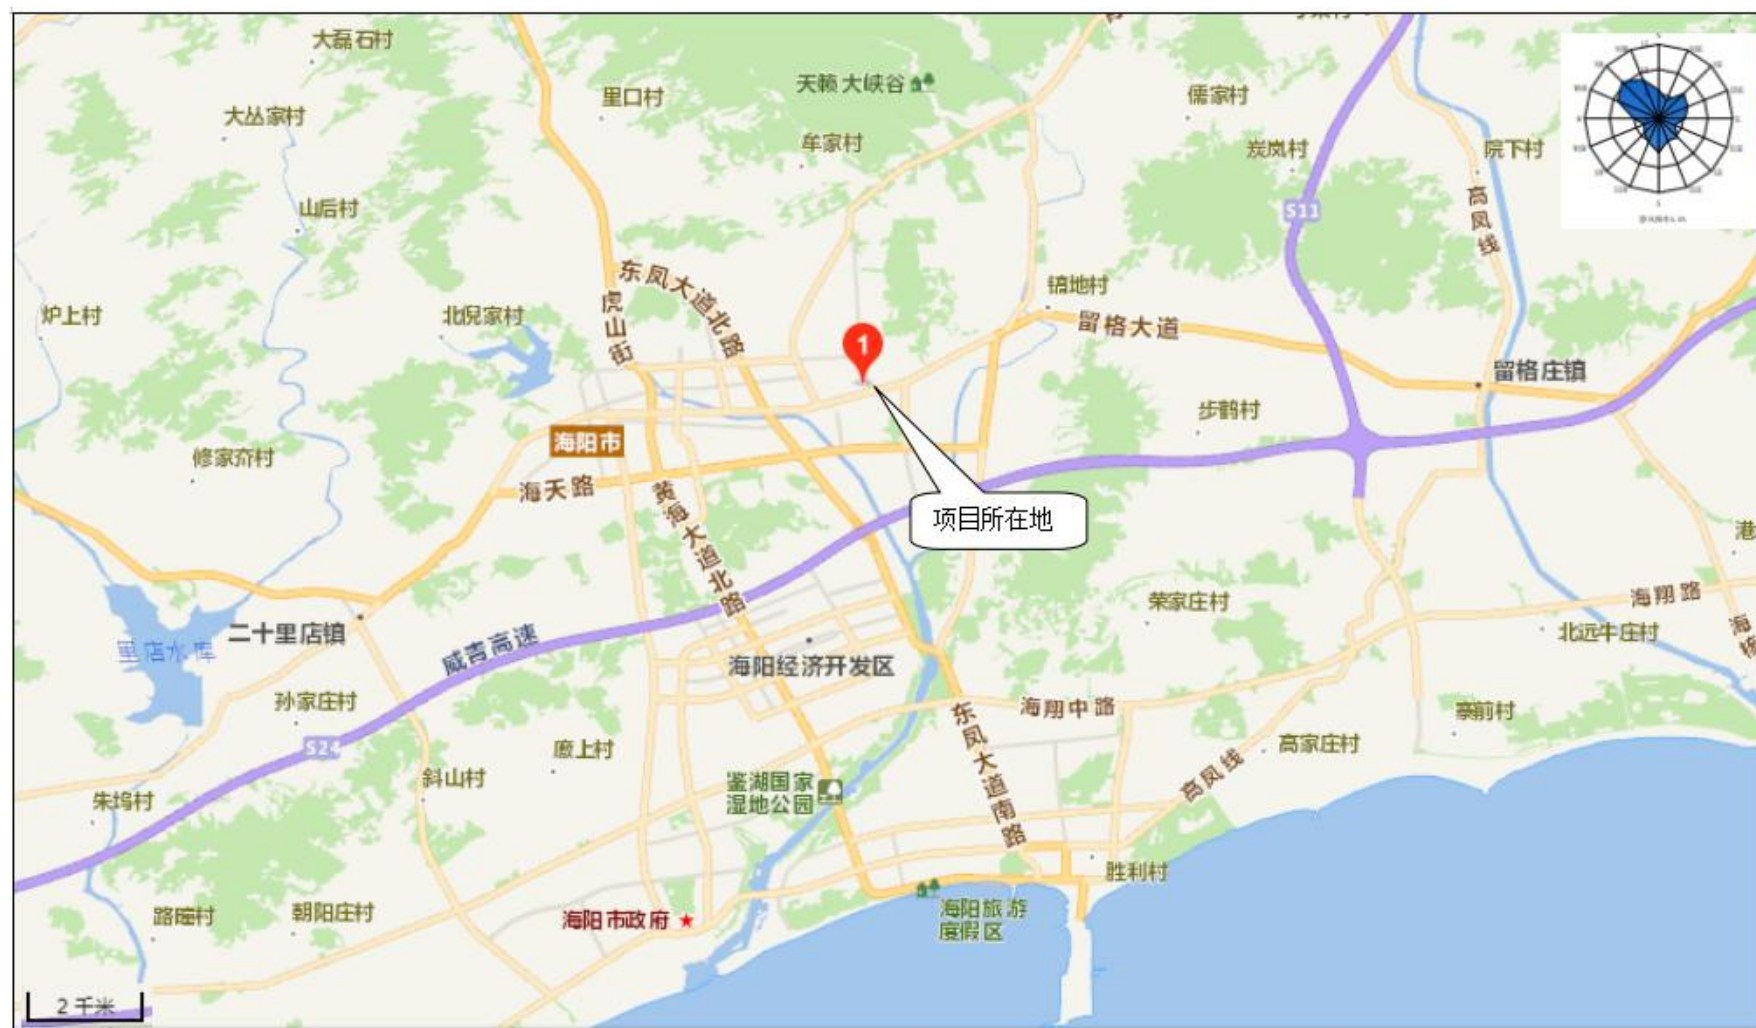 大磊石村
天籁大峡谷
里口村
儒家村
大丛家村
牟家村
炭岚村
院下村
山后村
S11
高凤线
东凤大道北路
虎山街
镐地村
炉上村
北倪家村
留格大道
1
留格庄镇
步鹤村
海阳市
修家夼村
海天路
黄海大道北路
项目所在地
荣家庄村
海翔路
二十里店镇
里店水库
威青高速
北远牛庄村
海阳经济开发区
孙家庄村
海翔中路
东凤大道南路
寨前村
S24
廒上村
高家庄村
斜山村
鉴湖国家
湿地公园
高凤线
朱坞村
胜利村
路疃村
朝阳庄村
海阳市政府
海阳旅游
度假区
2 千米